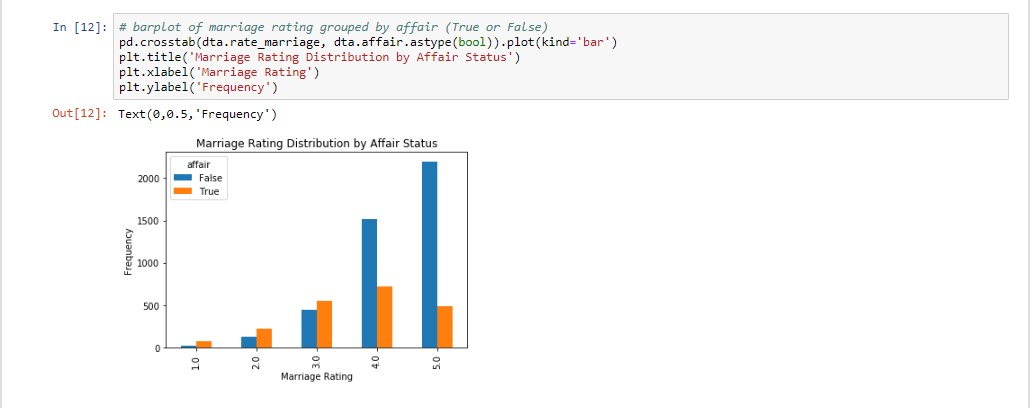 In [12]: # barplot of marriage rating grouped by affair (True or False)
pd.crosstab(dta.rate_marriage, dta.affair.astype(bool)).plot(kind='bar')
plt.title('Marriage Rating Distribution by Affair Status')
plt.xlabel('Marriage Rating')
plt.ylabel('Frequency')
Out[12]: Text(0,0.5,'Frequency')
Marriage Rating Distribution by Affair Status
affair
False
True
2000
1500
1000
500
0
Frequency
1.0 2.0 3.0 4.0 5.0
Marriage Rating